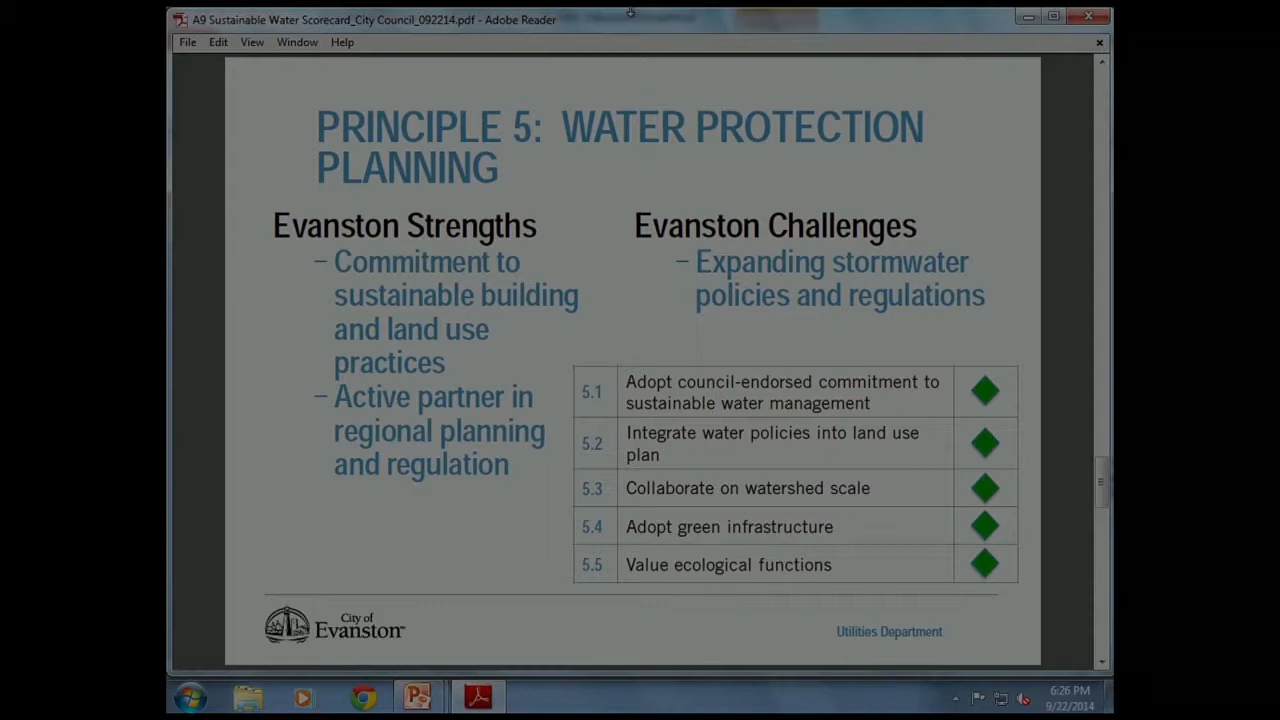 A9 Sustainable Water Scorecard_City Council_092214.pdf - Adobe Reader
File Edit View Window Help
PRINCIPLE 5: WATER PROTECTION
PLANNING
Evanston Strengths
– Commitment to
sustainable building
and land use
practices
– Active partner in
regional planning
and regulation
Evanston Challenges
– Expanding stormwater
policies and regulations
5.1 Adopt council-endorsed commitment to
sustainable water management
5.2 Integrate water policies into land use
plan
5.3 Collaborate on watershed scale
5.4 Adopt green infrastructure
5.5 Value ecological functions
City of
Evanston
Utilities Department
6:26 PM
9/22/2014